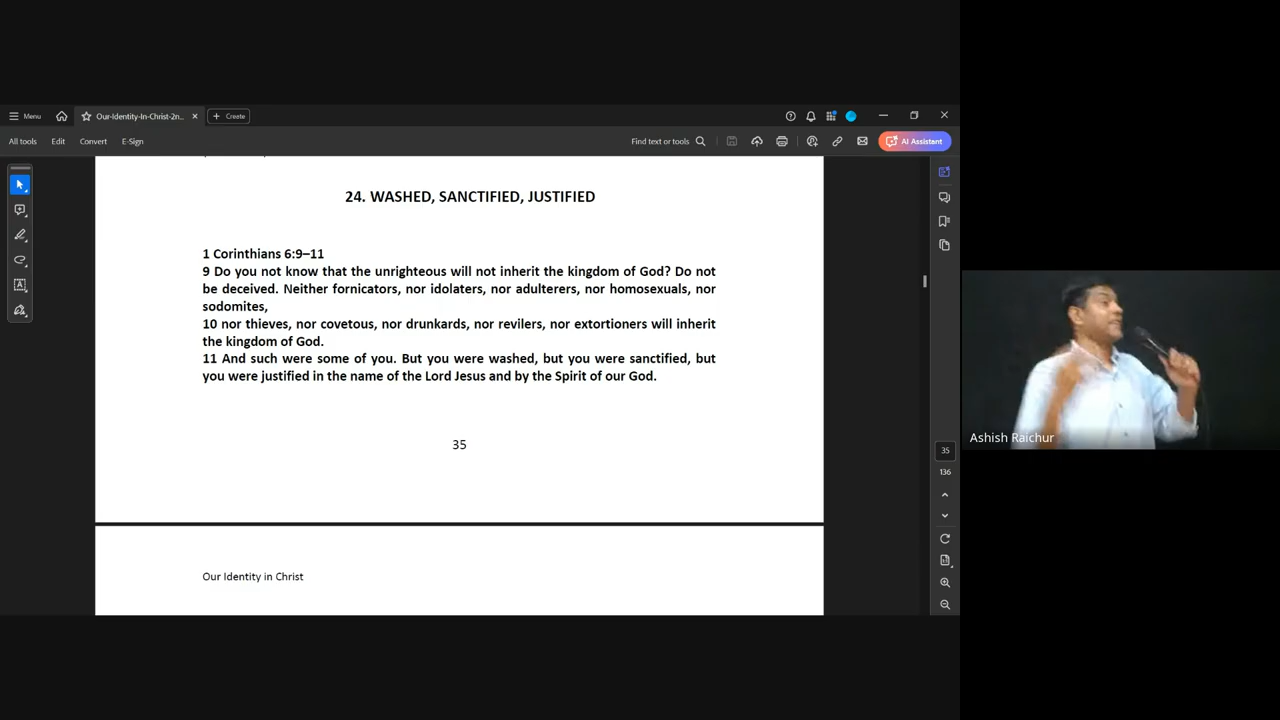 Menu
Our-Identity-In-Christ-2n...
Create
All tools
Edit
Convert
E-Sign
Find text or tools
AI Assistant
24. WASHED, SANCTIFIED, JUSTIFIED
1 Corinthians 6:9–11
9 Do you not know that the unrighteous will not inherit the kingdom of God? Do not
be deceived. Neither fornicators, nor idolaters, nor adulterers, nor homosexuals, nor
sodomites,
10 nor thieves, nor covetous, nor drunkards, nor revilers, nor extortioners will inherit
the kingdom of God.
11 And such were some of you. But you were washed, but you were sanctified, but
you were justified in the name of the Lord Jesus and by the Spirit of our God.
35
Our Identity in Christ
35
136
Ashish Raichur